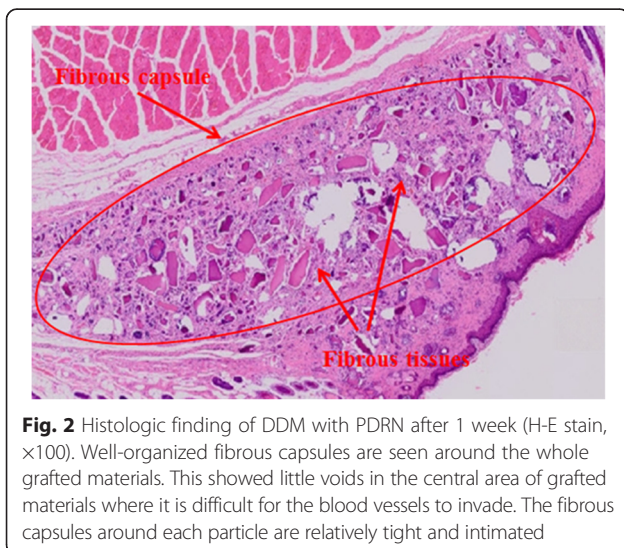 Fibrous capsule
Fibrous tissues
Fig. 2 Histologic finding of DDM with PDRN after 1 week (H-E stain,
×100). Well-organized fibrous capsules are seen around the whole
grafted materials. This showed little voids in the central area of grafted
materials where it is difficult for the blood vessels to invade. The fibrous
capsules around each particle are relatively tight and intimated